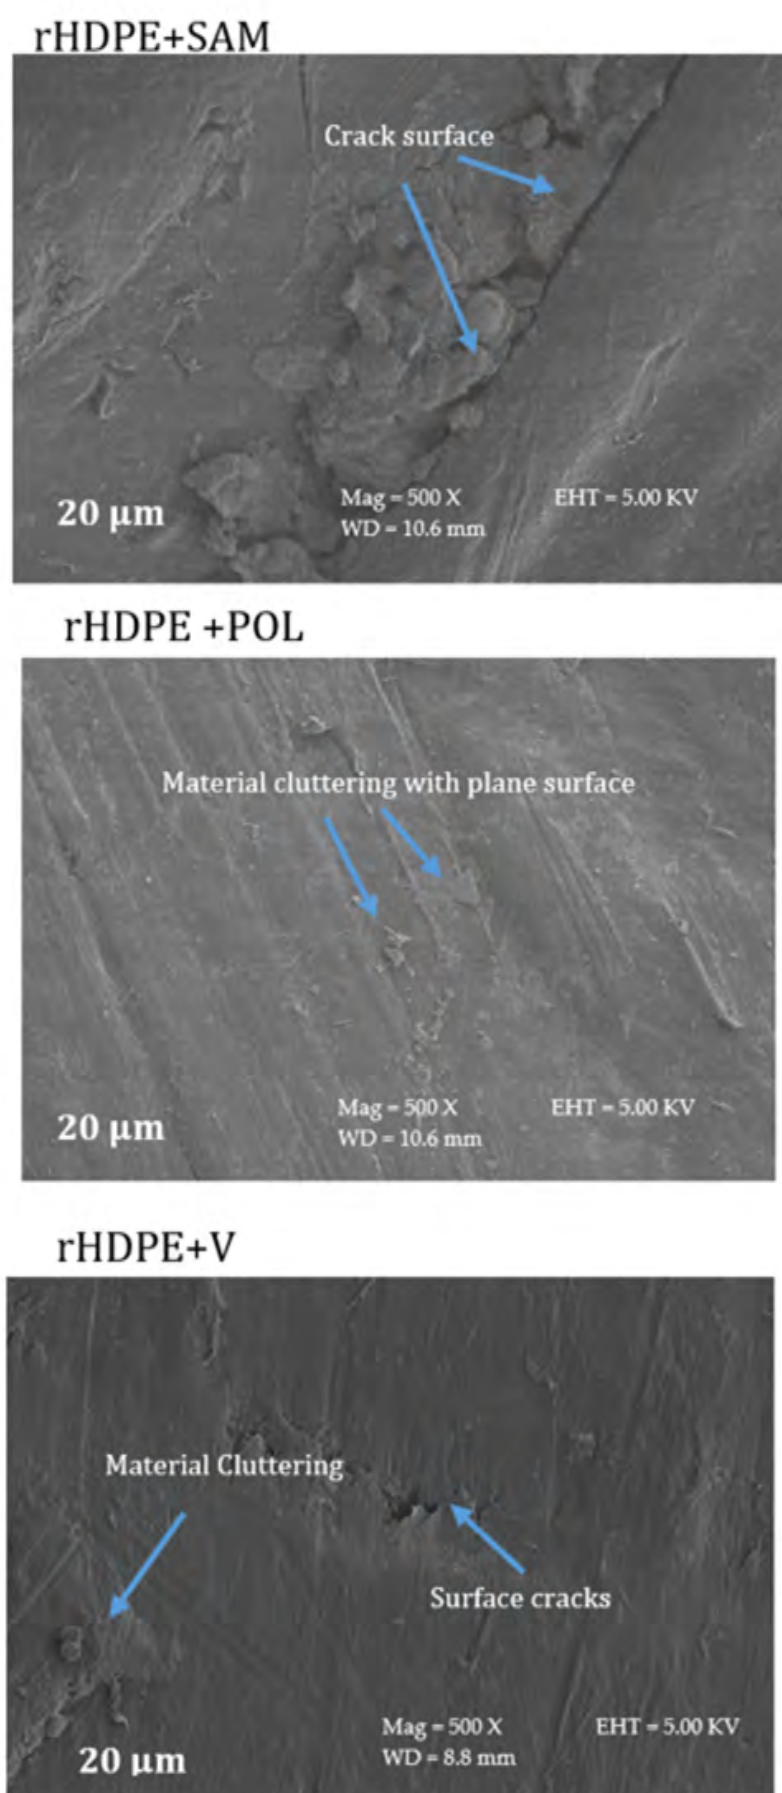 rHDPE+SAM
Crack surface
20 μm
Mag = 500 X
EHT = 5.00 KV
WD = 10.6 mm
rHDPE +POL
Material cluttering with plane surface
20 μm
Mag = 500 X
EHT = 5.00 KV
WD = 10.6 mm
rHDPE+V
Material Cluttering
Surface cracks
20 μm
Mag = 500 X
EHT = 5.00 KV
WD = 8.8 mm